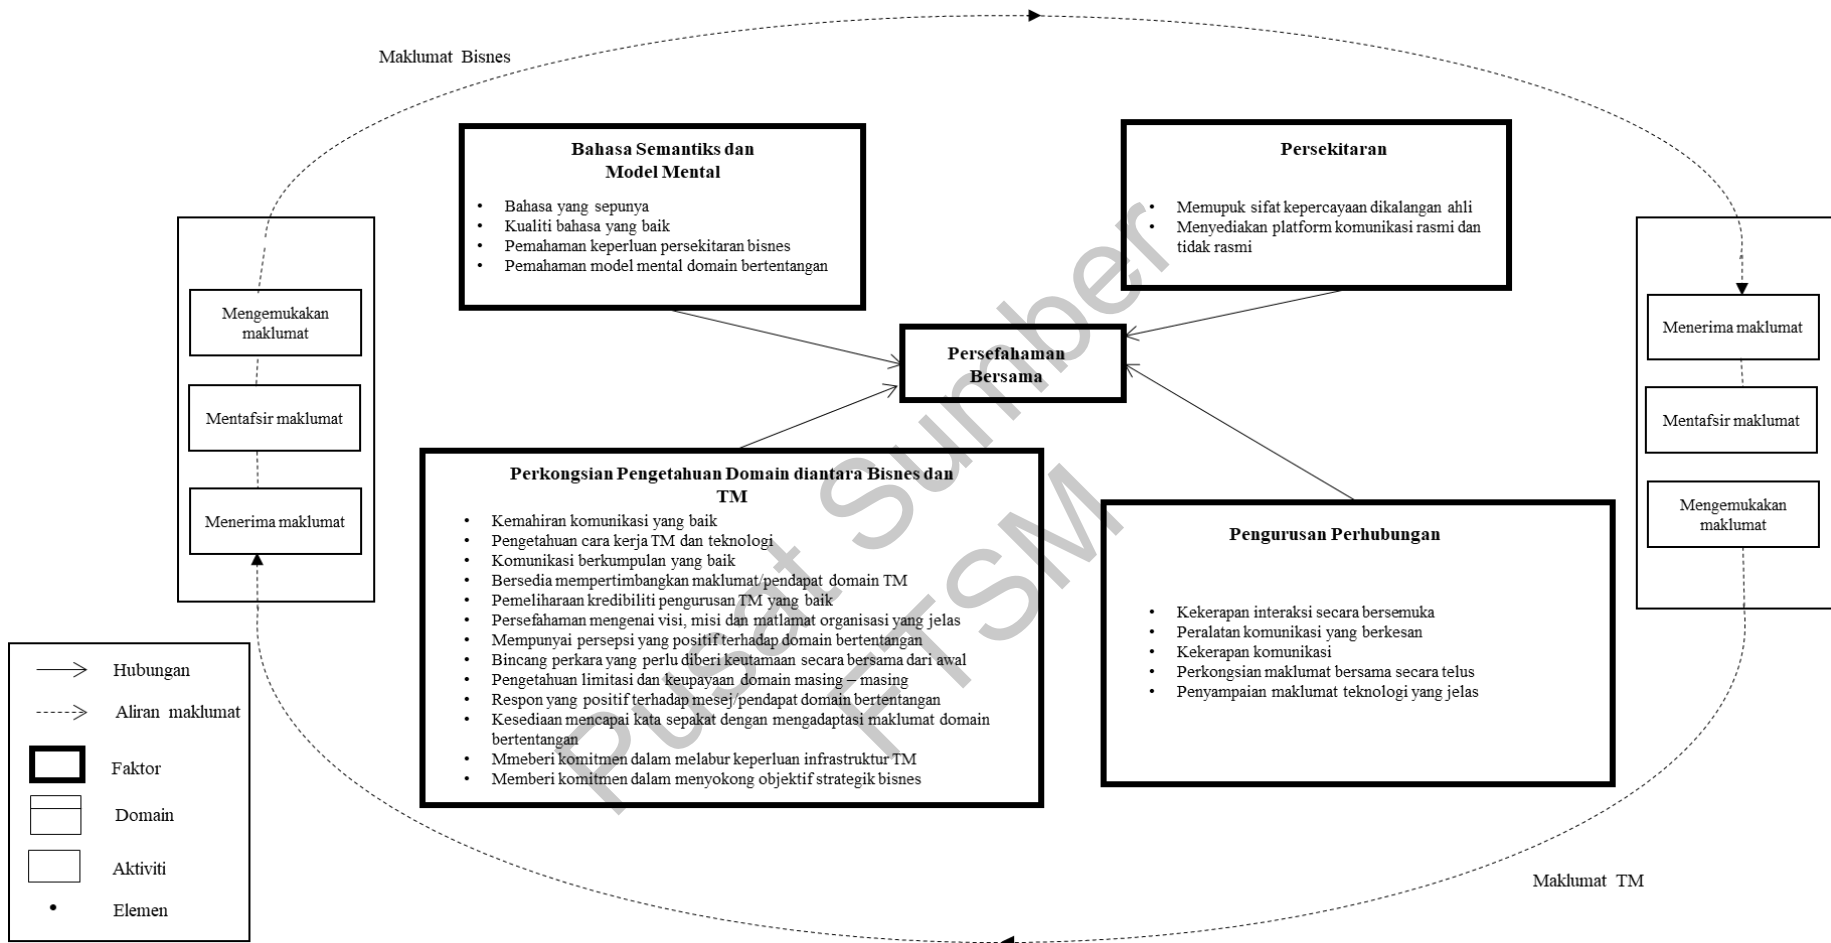 Maklumat Bisnes
Bahasa Semantiks dan
Model Mental
• Bahasa yang sepunya
• Kualiti bahasa yang baik
• Pemahaman keperluan persekitaran bisnes
• Pemahaman model mental domain bertentangan
Persekitaran
• Memupuk sifat kepercayaan dikalangan ahli
• Menyediakan platform komunikasi rasmi dan
tidak rasmi
Mengemukakan
maklumat
Mentafsir maklumat
Menerima maklumat
Persefahaman
Bersama
Menerima maklumat
Mentafsir maklumat
Mengemukakan
maklumat
Perkongsian Pengetahuan Domain diantara Bisnes dan
TM
• Kemahiran komunikasi yang baik
• Pengetahuan cara kerja TM dan teknologi
• Komunikasi berkumpulan yang baik
• Bersedia mempertimbangkan maklumat/pendapat domain TM
• Pemeliharaan kredibiliti pengurusan TM yang baik
• Persefahaman mengenai visi, misi dan matlamat organisasi yang jelas
• Mempunyai persepsi yang positif terhadap domain bertentangan
• Bincang perkara yang perlu diberi keutamaan secara bersama dari awal
• Pengetahuan limitasi dan keupayaan domain masing – masing
• Respon yang positif terhadap mesej/pendapat domain bertentangan
• Kesediaan mencapai kata sepakat dengan mengadaptasi maklumat domain
bertentangan
• Mmeberi komitmen dalam melabur keperluan infrastruktur TM
• Memberi komitmen dalam menyokong objektif strategik bisnes
Pengurusan Perhubungan
• Kekerapan interaksi secara bersemuka
• Peralatan komunikasi yang berkesan
• Kekerapan komunikasi
• Perkongsian maklumat bersama secara telus
• Penyampaian maklumat teknologi yang jelas
Hubungan
Aliran maklumat
Faktor
Domain
Aktiviti
• Elemen
Maklumat TM
Pusat Sumber
FTSM